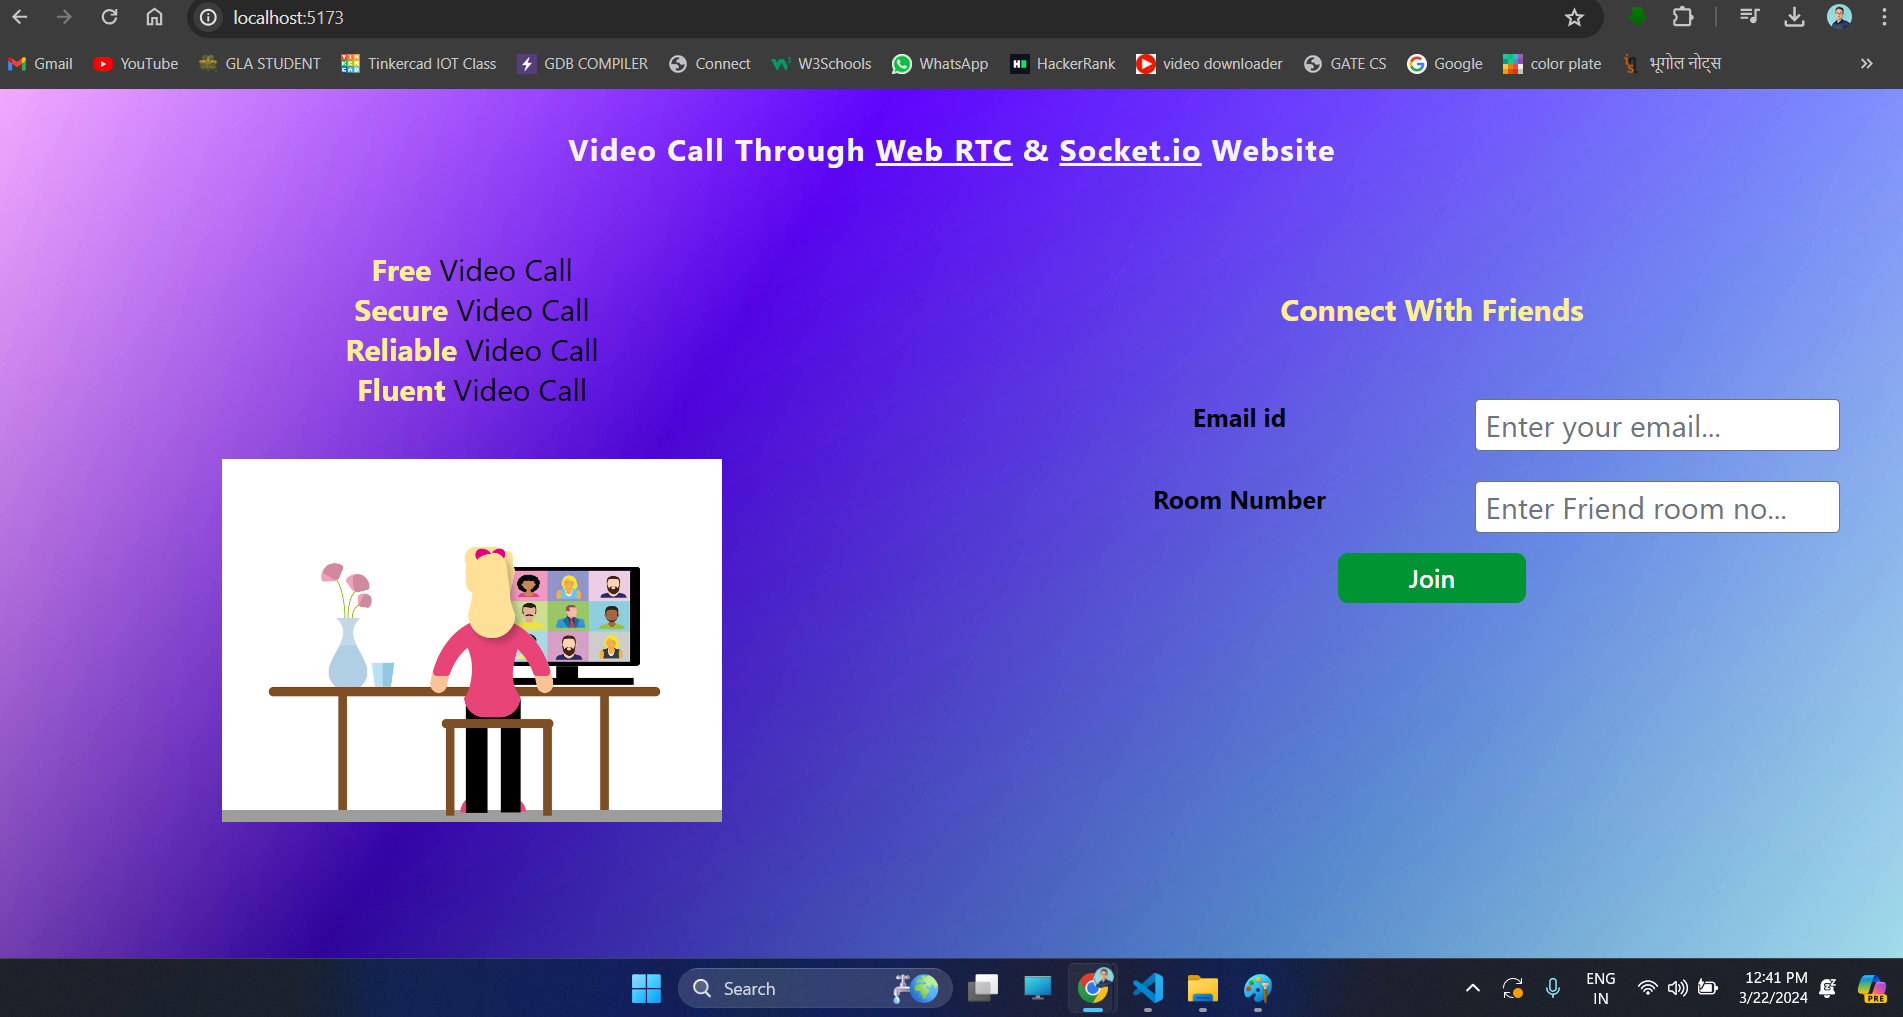 localhost:5173
Gmail YouTube GLA STUDENT Tinkercad IOT Class GDB COMPILER Connect W3Schools WhatsApp HackerRank video downloader GATE CS Google color plate भूगोल नोट्स
Video Call Through Web RTC & Socket.io Website
Free Video Call
Secure Video Call
Reliable Video Call
Fluent Video Call
Connect With Friends
Email id
Enter your email...
Room Number
Enter Friend room no...
Join
Search
ENG
IN
12:41 PM
3/22/2024
PRE